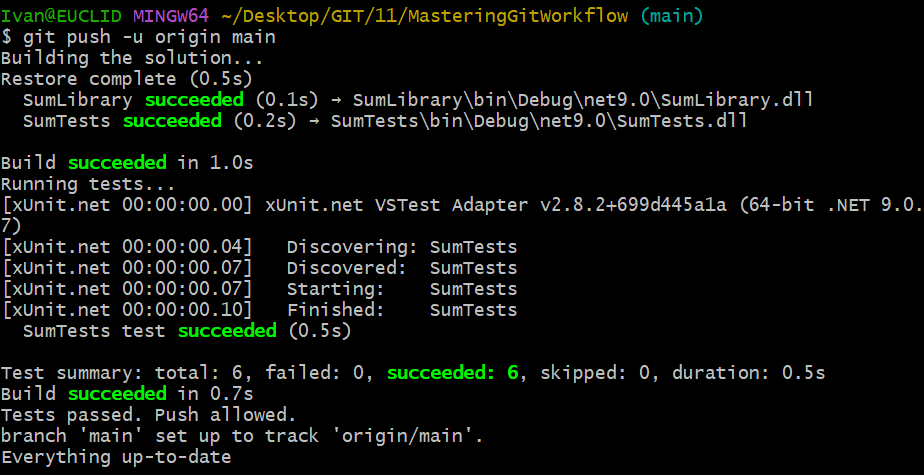 Ivan@EUCLID MINGW64 ~/Desktop/GIT/11/MasteringGitWorkflow (main)
$ git push -u origin main
Building the solution...
Restore complete (0.5s)
  SumLibrary succeeded (0.1s) → SumLibrary\bin\Debug\net9.0\SumLibrary.dll
  SumTests succeeded (0.2s) → SumTests\bin\Debug\net9.0\SumTests.dll

Build succeeded in 1.0s
Running tests...
[xUnit.net 00:00:00.00] xUnit.net VSTest Adapter v2.8.2+699d445a1a (64-bit .NET 9.0.
7)
[xUnit.net 00:00:00.04]   Discovering: SumTests
[xUnit.net 00:00:00.07]   Discovered:  SumTests
[xUnit.net 00:00:00.07]   Starting:    SumTests
[xUnit.net 00:00:00.10]   Finished:    SumTests
  SumTests test succeeded (0.5s)

Test summary: total: 6, failed: 0, succeeded: 6, skipped: 0, duration: 0.5s
Build succeeded in 0.7s
Tests passed. Push allowed.
branch 'main' set up to track 'origin/main'.
Everything up-to-date